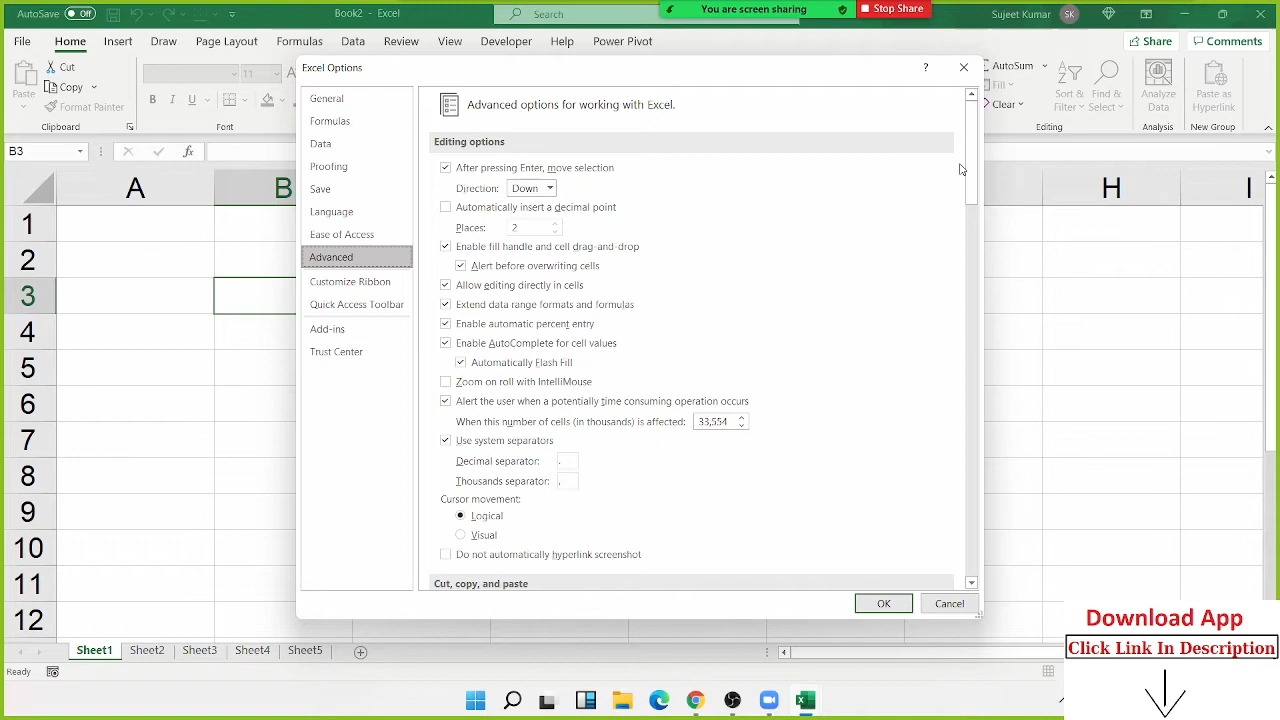 AutoSave Off Book2 - Excel Search You are screen sharing Stop Share Sujeet Kumar SK
File Home Insert Draw Page Layout Formulas Data Review View Developer Help Power Pivot Share Comments
Paste Cut Copy Format Painter Clipboard
11 A B I U Font
AutoSum Fill Clear Sort & Filter Find & Select Editing
Analyze Data Analysis
Paste as Hyperlink New Group
B3 fx
A B H I
1
2
3
4
5
6
7
8
9
10
11
12
Excel Options ?
General
Formulas
Data
Proofing
Save
Language
Ease of Access
Advanced
Customize Ribbon
Quick Access Toolbar
Add-ins
Trust Center
Advanced options for working with Excel.
Editing options
After pressing Enter, move selection
Direction: Down
Automatically insert a decimal point
Places: 2
Enable fill handle and cell drag-and-drop
Alert before overwriting cells
Allow editing directly in cells
Extend data range formats and formulas
Enable automatic percent entry
Enable AutoComplete for cell values
Automatically Flash Fill
Zoom on roll with IntelliMouse
Alert the user when a potentially time consuming operation occurs
When this number of cells (in thousands) is affected: 33,554
Use system separators
Decimal separator: .
Thousands separator: ,
Cursor movement:
Logical
Visual
Do not automatically hyperlink screenshot
Cut, copy, and paste
OK Cancel
Sheet1 Sheet2 Sheet3 Sheet4 Sheet5
Ready
Download App
Click Link In Description